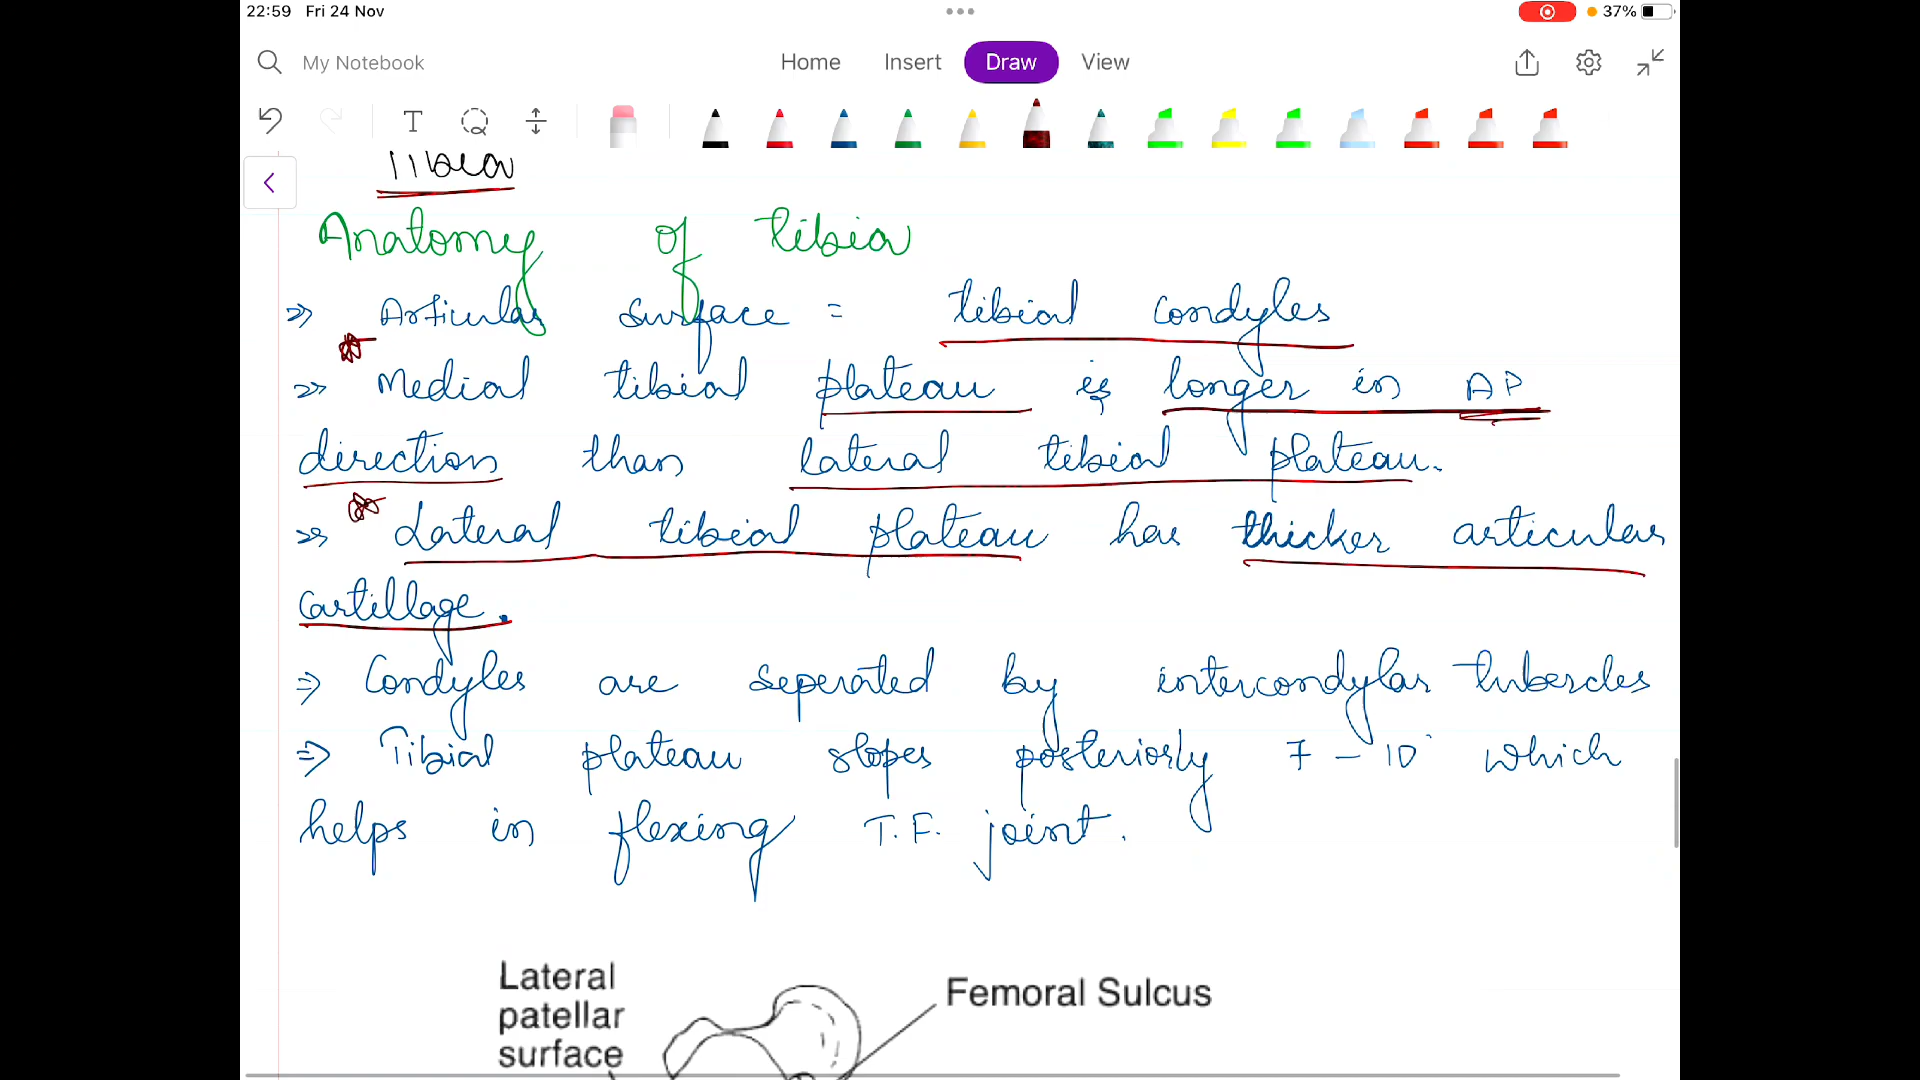 22:59 Fri 24 Nov
37%
My Notebook
Home Insert Draw View
T
Tibia
Anatomy of tibia
» Articular surface = tibial condyles
» Medial tibial plateau is longer in AP
direction than lateral tibial plateau.
» Lateral tibial plateau has thicker articular
cartillage.
⇒ Condyles are seperated by intercondylar tubercles
⇒ Tibial plateau slopes posteriorly 7 - 10° which
helps in flexing T.F. joint.
Lateral
patellar
surface
Femoral Sulcus